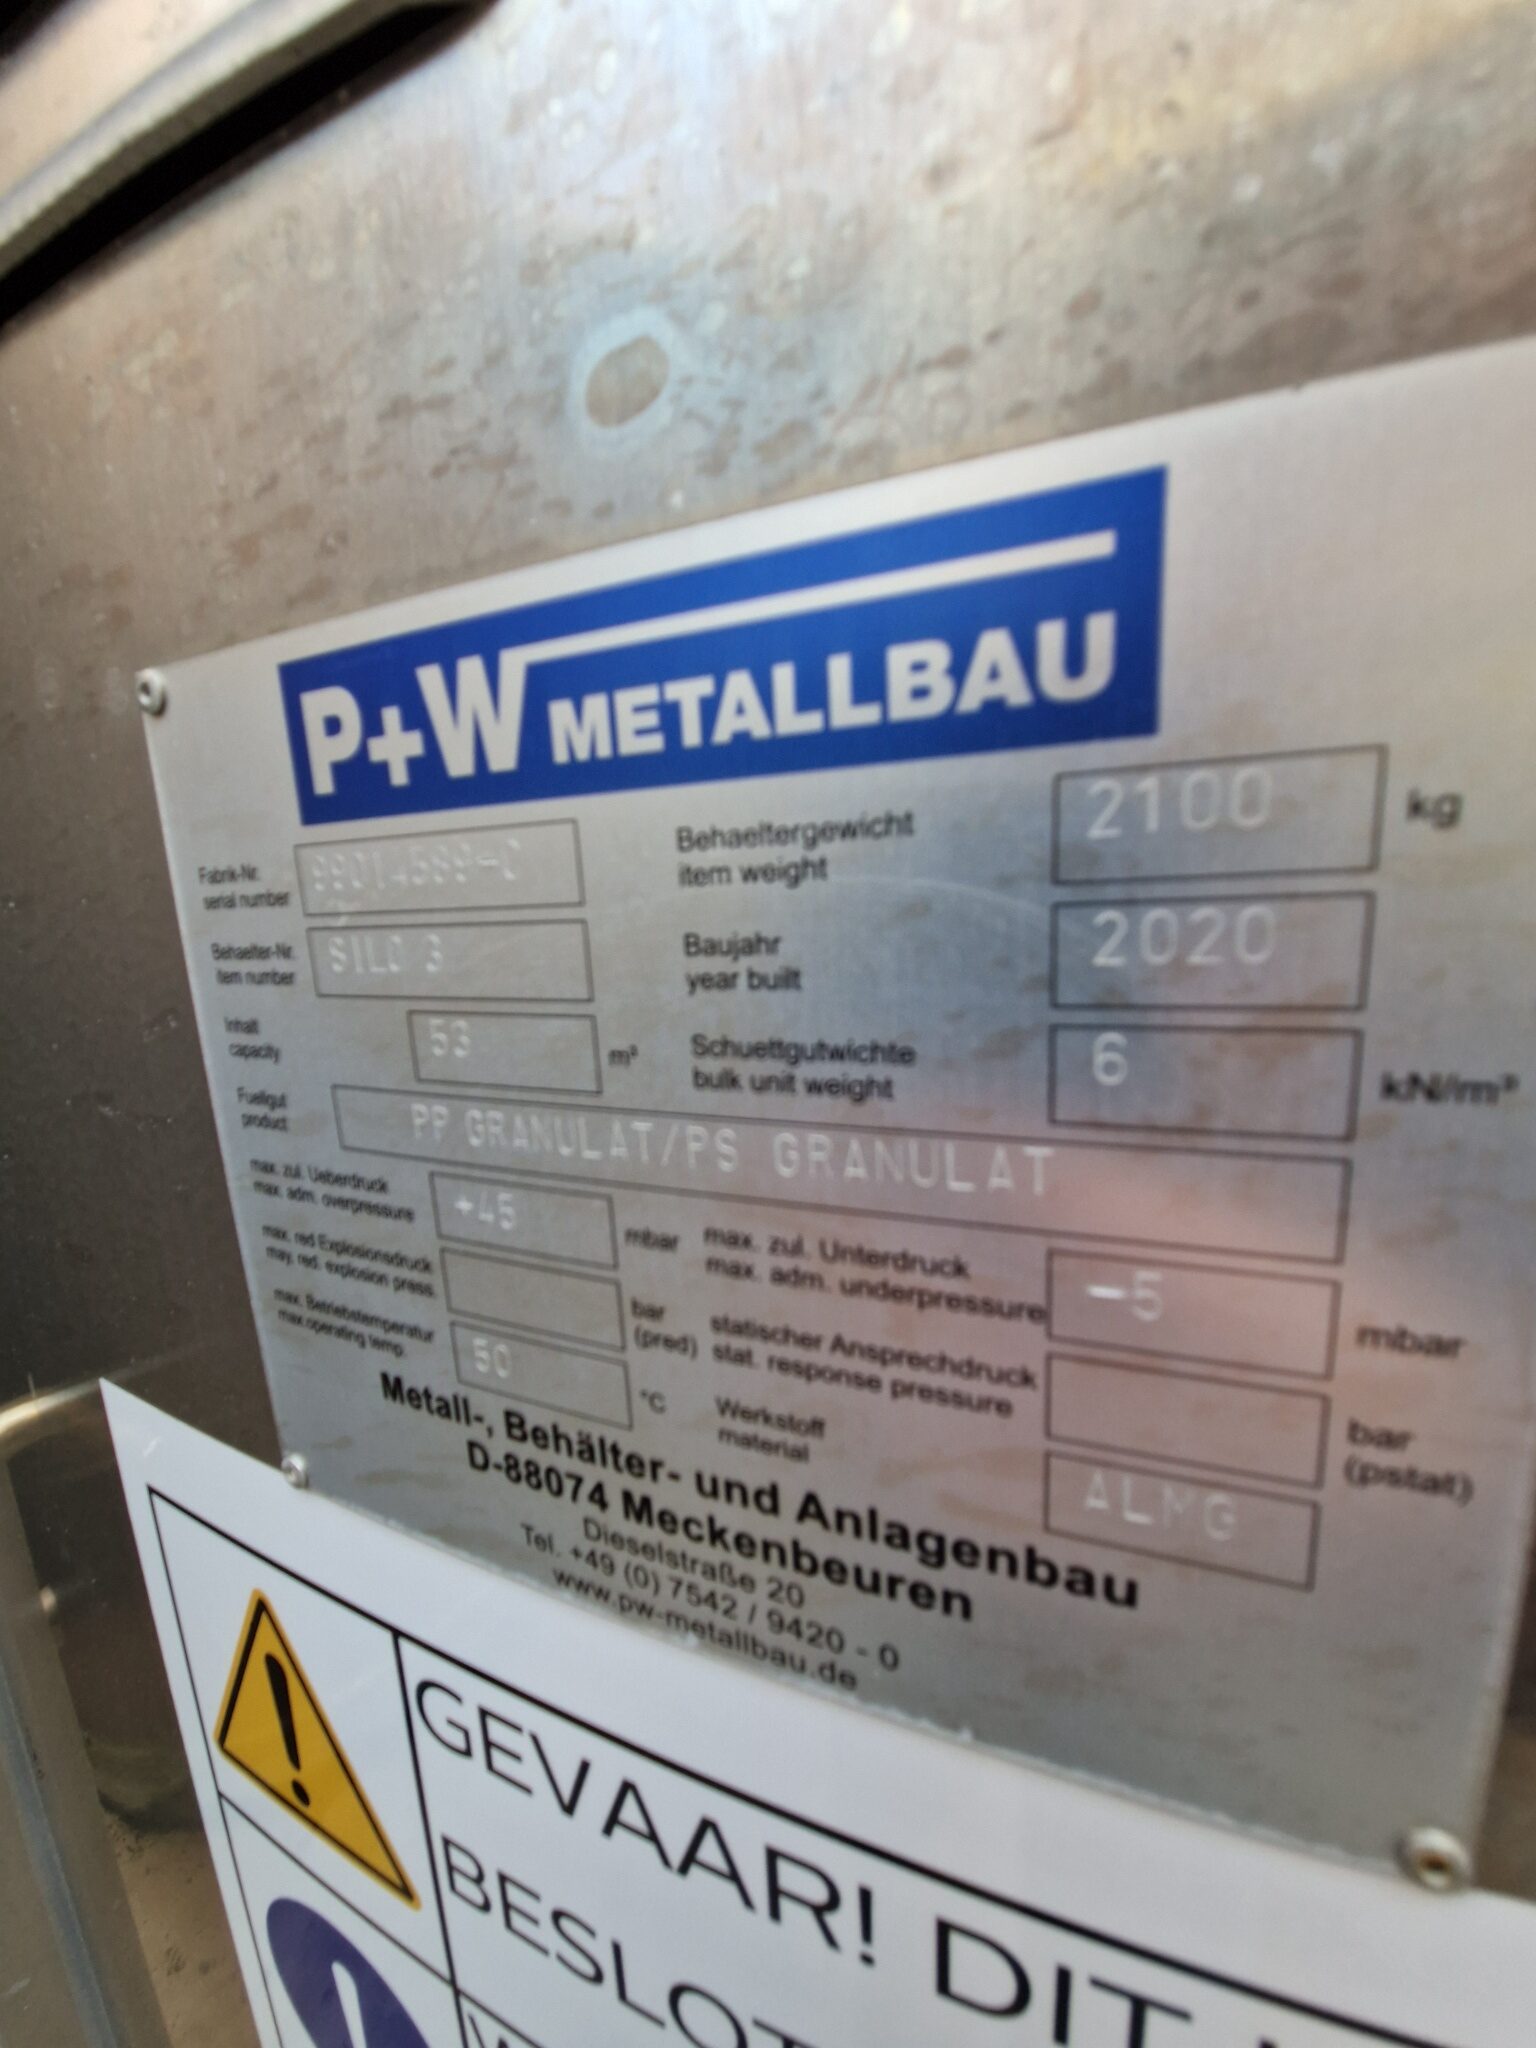 P+W METALLBAU
Fabrik-Nr.
serial number
Behaeltergewicht
item weight
2100 kg
Behaelter-Nr.
item number
SILO 3
Baujahr
year built
2020
Inhalt
capacity
53 m³
Schuettgutwichte
bulk unit weight
6 kN/m³
Fuellgut
product
PP GRANULAT/PS GRANULAT
max. zul. Ueberdruck
max. adm. overpressure
+45 mbar
max. zul. Unterdruck
max. adm. underpressure
-5 mbar
max. red Explosionsdruck
may. red. explosion press.
bar
(pred)
statischer Ansprechdruck
stat. response pressure
bar
(pstat)
max. Betriebstemperatur
max.operating temp.
50 °C
Werkstoff
material
ALMG
Metall-, Behälter- und Anlagenbau
D-88074 Meckenbeuren
Dieselstraße 20
Tel. +49 (0) 7542 / 9420 - 0
www.pw-metallbau.de
GEVAAR! DIT